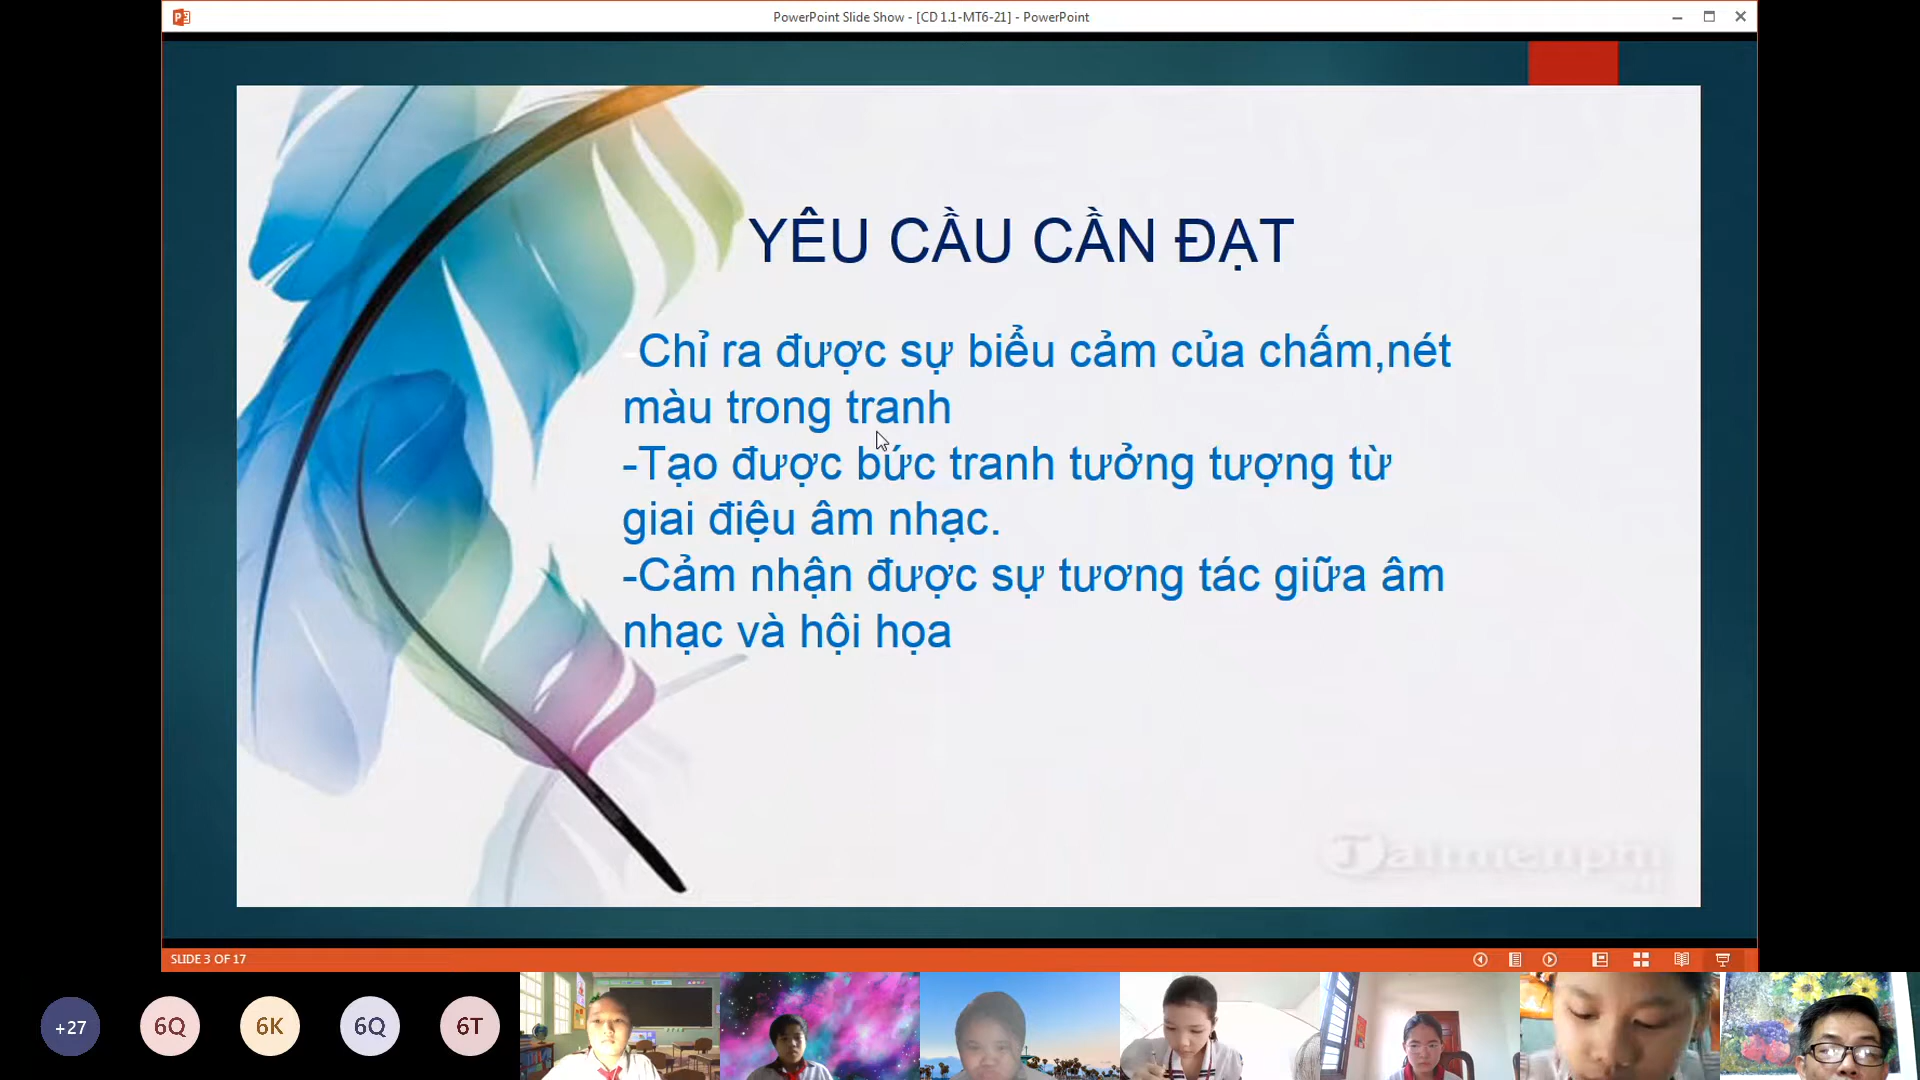 PowerPoint Slide Show - [CD 1.1-MT6-21] - PowerPoint
YÊU CẦU CẦN ĐẠT
-Chỉ ra được sự biểu cảm của chấm,nét
màu trong tranh
-Tạo được bức tranh tưởng tượng từ
giai điệu âm nhạc.
-Cảm nhận được sự tương tác giữa âm
nhạc và hội họa
Taimienphi
SLIDE 3 OF 17
+27
6Q
6K
6Q
6T